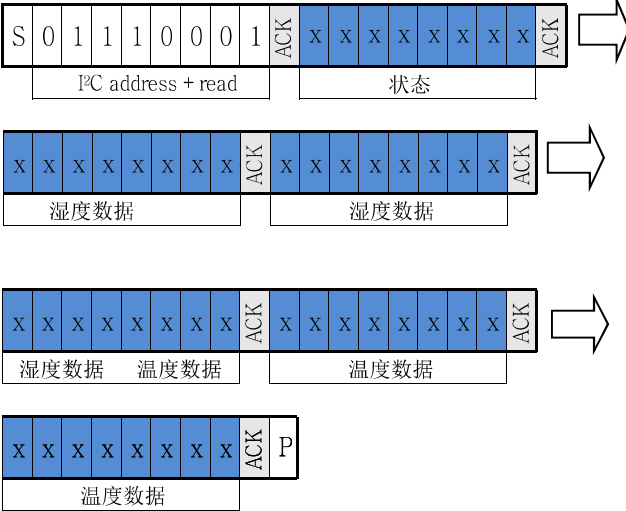 S 0 1 1 1 0 0 0 1 ACK x x x x x x x x ACK
I²C address + read 状态
x x x x x x x x ACK x x x x x x x x ACK
湿度数据 湿度数据
x x x x x x x x ACK x x x x x x x x ACK
湿度数据 温度数据 温度数据
x x x x x x x x ACK P
温度数据